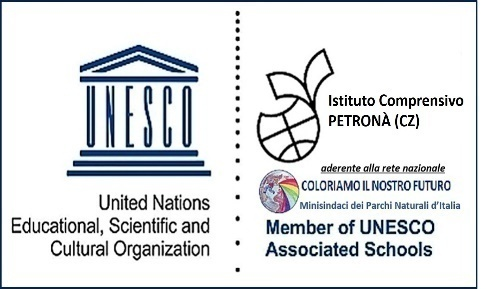 UNESCO
United Nations
Educational, Scientific and
Cultural Organization
Istituto Comprensivo
PETRONÀ (CZ)
aderente alla rete nazionale
COLORIAMO IL NOSTRO FUTURO
Minisindaci dei Parchi Naturali d'Italia
Member of UNESCO
Associated Schools